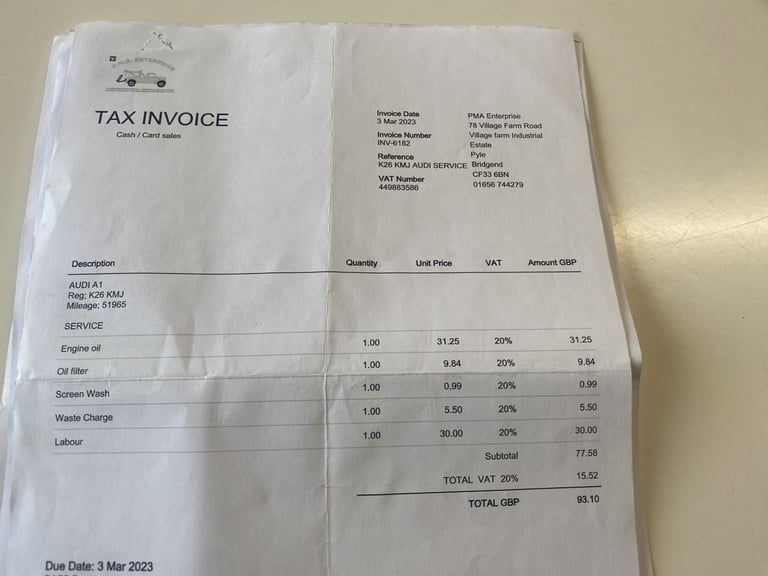 P.M.A. ENTERPRISE
TAX INVOICE
Cash / Card sales
Invoice Date
3 Mar 2023
Invoice Number
INV-6182
Reference
K26 KMJ AUDI SERVICE
VAT Number
449883586
PMA Enterprise
78 Village Farm Road
Village farm Industrial
Estate
Pyle
Bridgend
CF33 6BN
01656 744279
Description Quantity Unit Price VAT Amount GBP
AUDI A1
Reg; K26 KMJ
Mileage; 51965
SERVICE
Engine oil 1.00 31.25 20% 31.25
Oil filter 1.00 9.84 20% 9.84
Screen Wash 1.00 0.99 20% 0.99
Waste Charge 1.00 5.50 20% 5.50
Labour 1.00 30.00 20% 30.00
Subtotal 77.58
TOTAL VAT 20% 15.52
TOTAL GBP 93.10
Due Date: 3 Mar 2023